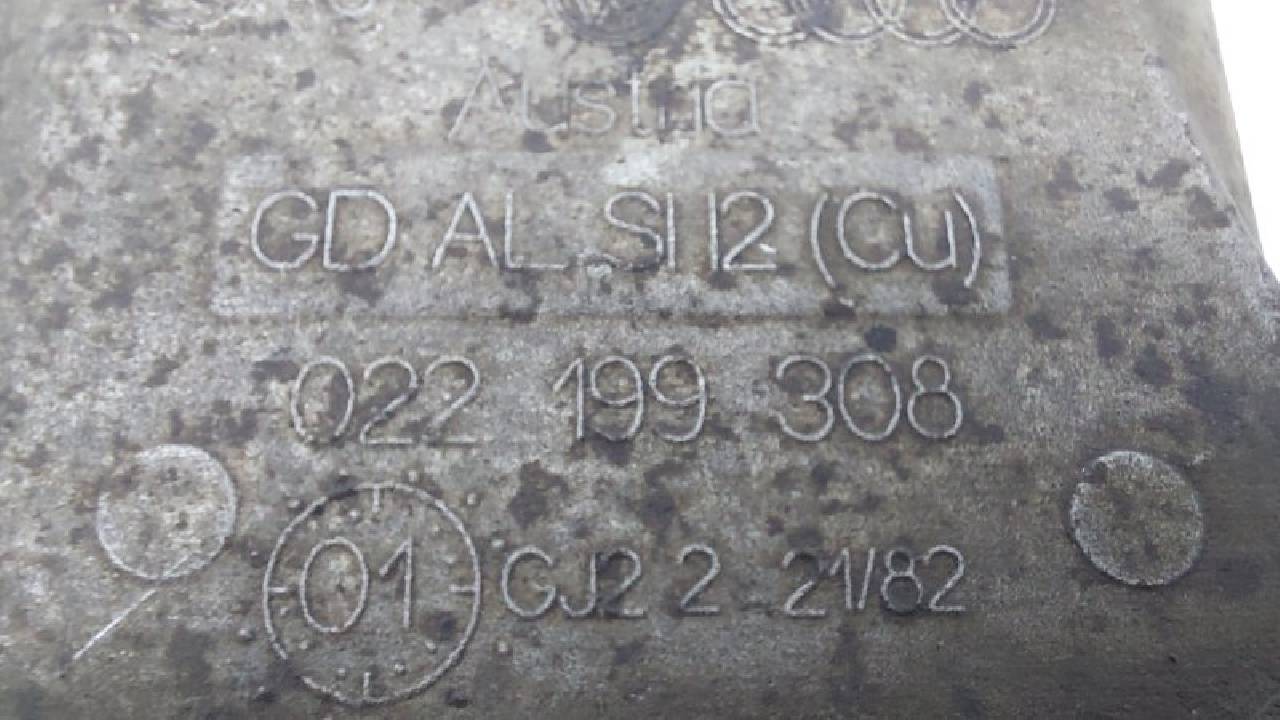 Austria
GD AL SI 12 (Cu)
022 199 308
01 GJ2 2 21/82